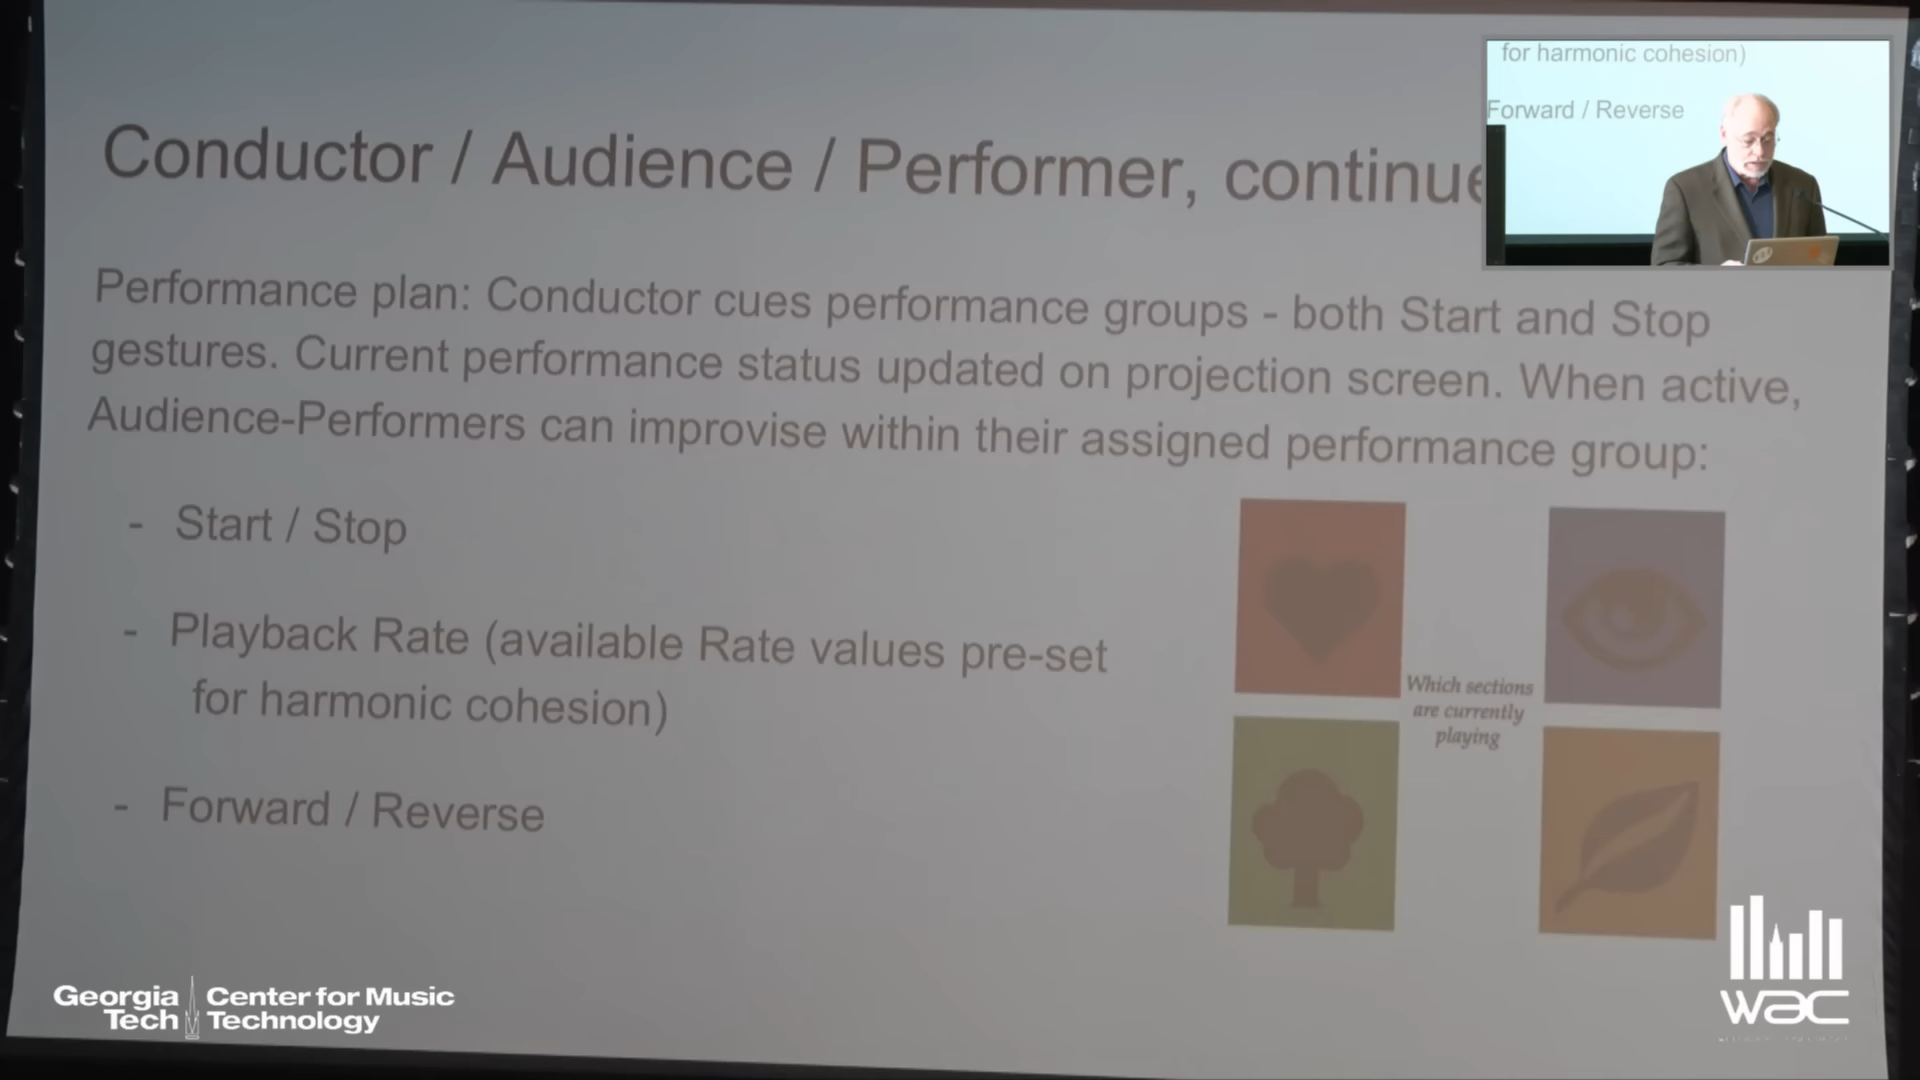 for harmonic cohesion)
Forward / Reverse
Conductor / Audience / Performer, continue
Performance plan: Conductor cues performance groups - both Start and Stop
gestures. Current performance status updated on projection screen. When active,
Audience-Performers can improvise within their assigned performance group:
- Start / Stop
- Playback Rate (available Rate values pre-set
for harmonic cohesion)
- Forward / Reverse
Which sections
are currently
playing
Georgia Tech
Center for Music
Technology
wac